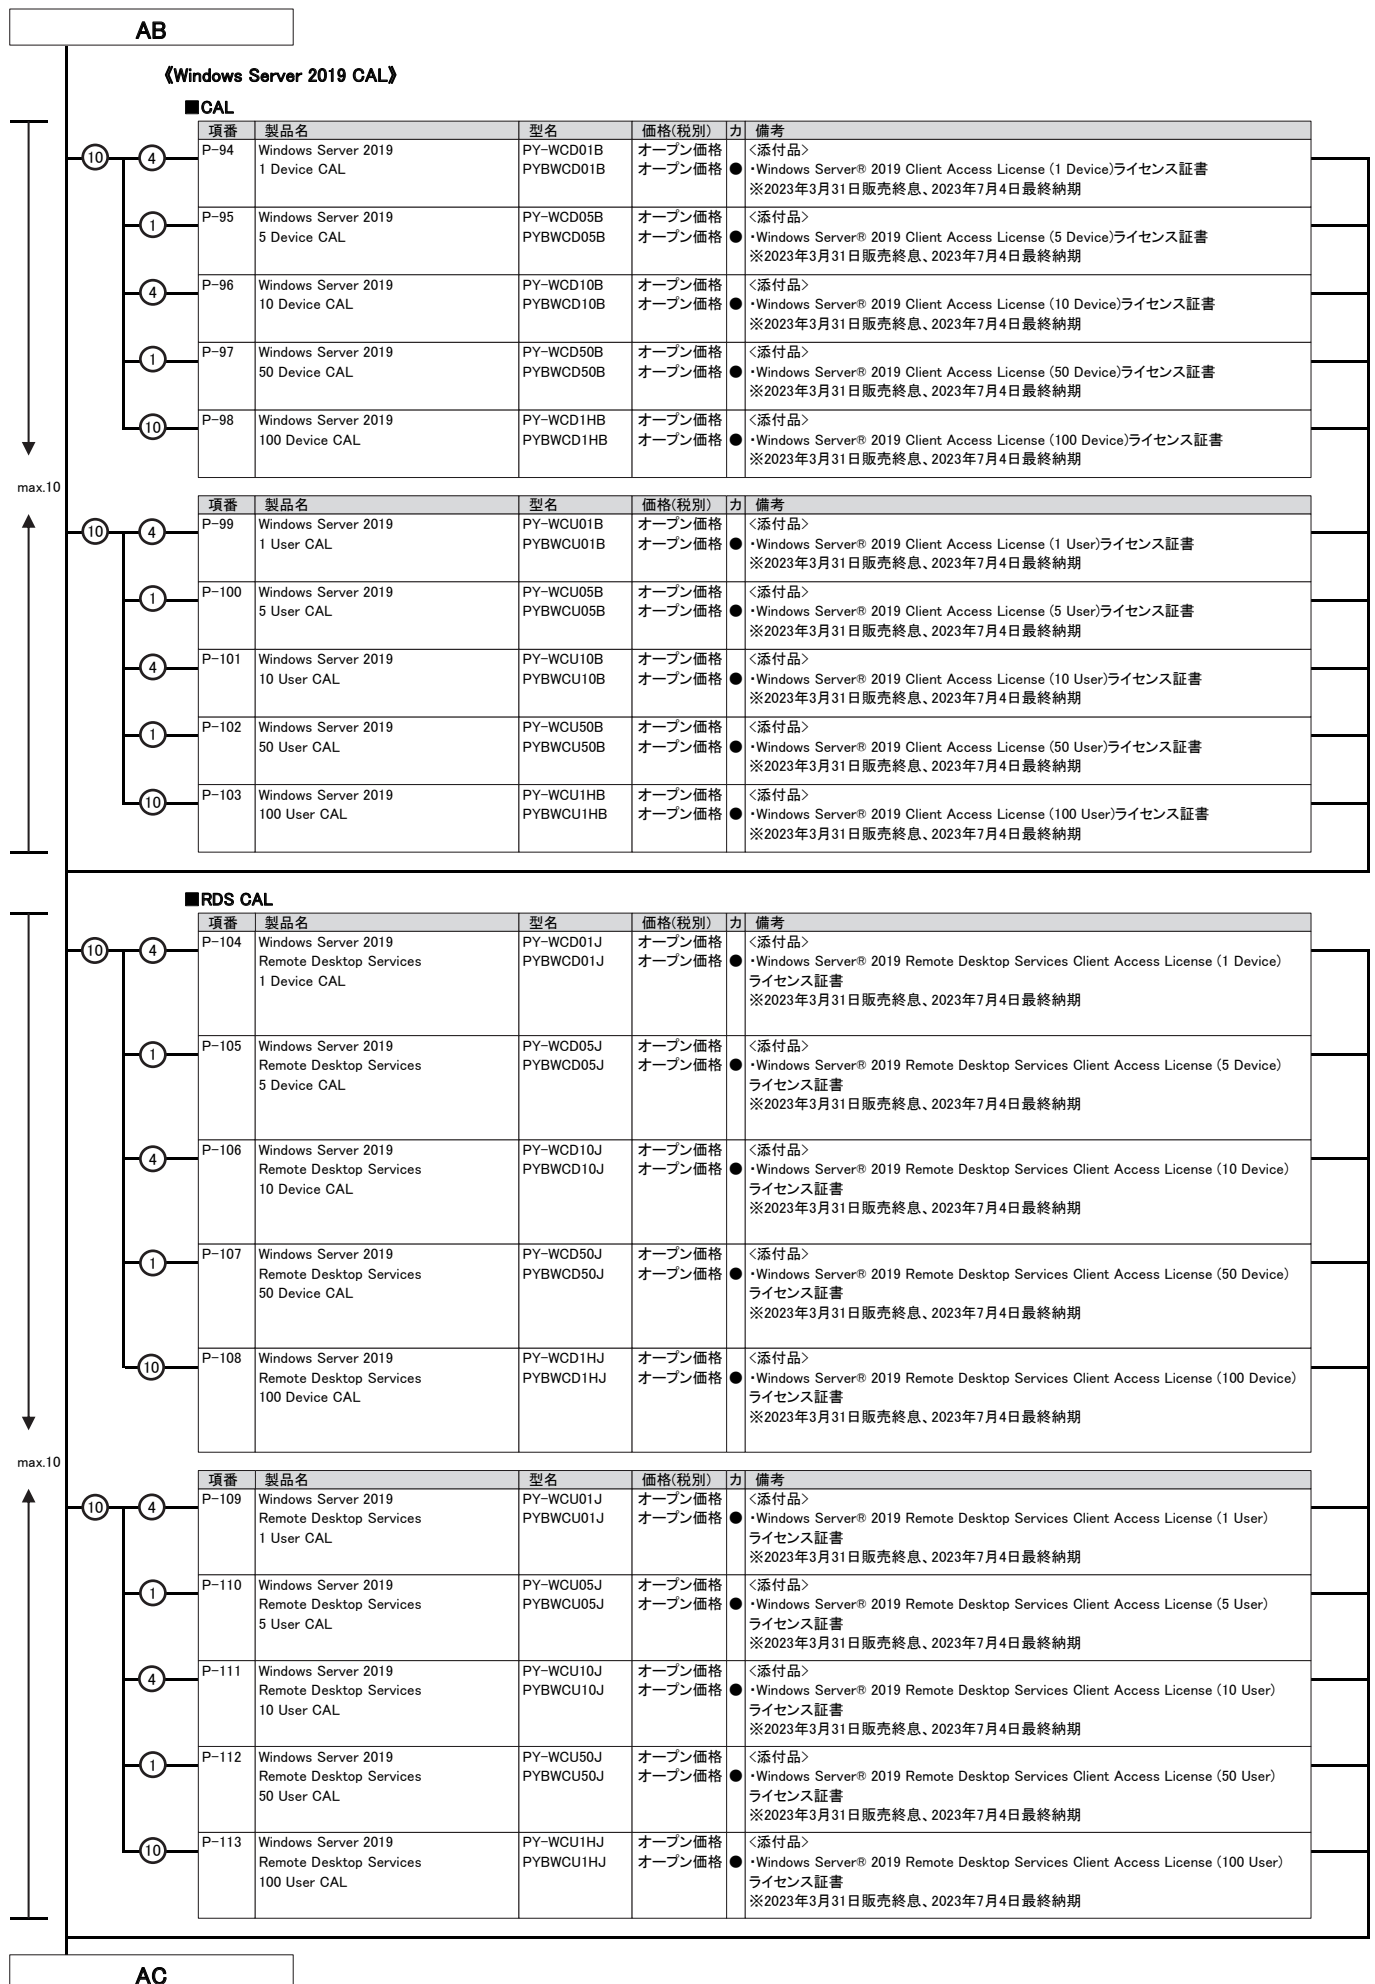 AB
《Windows Server 2019 CAL》
■CAL
項番 製品名 型名 価格(税別) カ 備考
10 4 P-94 Windows Server 2019 PY-WCD01B オープン価格 <添付品>
1 Device CAL PYBWCD01B オープン価格 ● ・Windows Server® 2019 Client Access License (1 Device)ライセンス証書
※2023年3月31日販売終息、2023年7月4日最終納期
1 P-95 Windows Server 2019 PY-WCD05B オープン価格 <添付品>
5 Device CAL PYBWCD05B オープン価格 ● ・Windows Server® 2019 Client Access License (5 Device)ライセンス証書
※2023年3月31日販売終息、2023年7月4日最終納期
4 P-96 Windows Server 2019 PY-WCD10B オープン価格 <添付品>
10 Device CAL PYBWCD10B オープン価格 ● ・Windows Server® 2019 Client Access License (10 Device)ライセンス証書
※2023年3月31日販売終息、2023年7月4日最終納期
1 P-97 Windows Server 2019 PY-WCD50B オープン価格 <添付品>
50 Device CAL PYBWCD50B オープン価格 ● ・Windows Server® 2019 Client Access License (50 Device)ライセンス証書
※2023年3月31日販売終息、2023年7月4日最終納期
10 P-98 Windows Server 2019 PY-WCD1HB オープン価格 <添付品>
100 Device CAL PYBWCD1HB オープン価格 ● ・Windows Server® 2019 Client Access License (100 Device)ライセンス証書
※2023年3月31日販売終息、2023年7月4日最終納期
max.10
項番 製品名 型名 価格(税別) カ 備考
10 4 P-99 Windows Server 2019 PY-WCU01B オープン価格 <添付品>
1 User CAL PYBWCU01B オープン価格 ● ・Windows Server® 2019 Client Access License (1 User)ライセンス証書
※2023年3月31日販売終息、2023年7月4日最終納期
1 P-100 Windows Server 2019 PY-WCU05B オープン価格 <添付品>
5 User CAL PYBWCU05B オープン価格 ● ・Windows Server® 2019 Client Access License (5 User)ライセンス証書
※2023年3月31日販売終息、2023年7月4日最終納期
4 P-101 Windows Server 2019 PY-WCU10B オープン価格 <添付品>
10 User CAL PYBWCU10B オープン価格 ● ・Windows Server® 2019 Client Access License (10 User)ライセンス証書
※2023年3月31日販売終息、2023年7月4日最終納期
1 P-102 Windows Server 2019 PY-WCU50B オープン価格 <添付品>
50 User CAL PYBWCU50B オープン価格 ● ・Windows Server® 2019 Client Access License (50 User)ライセンス証書
※2023年3月31日販売終息、2023年7月4日最終納期
10 P-103 Windows Server 2019 PY-WCU1HB オープン価格 <添付品>
100 User CAL PYBWCU1HB オープン価格 ● ・Windows Server® 2019 Client Access License (100 User)ライセンス証書
※2023年3月31日販売終息、2023年7月4日最終納期
■RDS CAL
項番 製品名 型名 価格(税別) カ 備考
10 4 P-104 Windows Server 2019 PY-WCD01J オープン価格 <添付品>
Remote Desktop Services PYBWCD01J オープン価格 ● ・Windows Server® 2019 Remote Desktop Services Client Access License (1 Device)
1 Device CAL ライセンス証書
※2023年3月31日販売終息、2023年7月4日最終納期
1 P-105 Windows Server 2019 PY-WCD05J オープン価格 <添付品>
Remote Desktop Services PYBWCD05J オープン価格 ● ・Windows Server® 2019 Remote Desktop Services Client Access License (5 Device)
5 Device CAL ライセンス証書
※2023年3月31日販売終息、2023年7月4日最終納期
4 P-106 Windows Server 2019 PY-WCD10J オープン価格 <添付品>
Remote Desktop Services PYBWCD10J オープン価格 ● ・Windows Server® 2019 Remote Desktop Services Client Access License (10 Device)
10 Device CAL ライセンス証書
※2023年3月31日販売終息、2023年7月4日最終納期
1 P-107 Windows Server 2019 PY-WCD50J オープン価格 <添付品>
Remote Desktop Services PYBWCD50J オープン価格 ● ・Windows Server® 2019 Remote Desktop Services Client Access License (50 Device)
50 Device CAL ライセンス証書
※2023年3月31日販売終息、2023年7月4日最終納期
10 P-108 Windows Server 2019 PY-WCD1HJ オープン価格 <添付品>
Remote Desktop Services PYBWCD1HJ オープン価格 ● ・Windows Server® 2019 Remote Desktop Services Client Access License (100 Device)
100 Device CAL ライセンス証書
※2023年3月31日販売終息、2023年7月4日最終納期
max.10
項番 製品名 型名 価格(税別) カ 備考
10 4 P-109 Windows Server 2019 PY-WCU01J オープン価格 <添付品>
Remote Desktop Services PYBWCU01J オープン価格 ● ・Windows Server® 2019 Remote Desktop Services Client Access License (1 User)
1 User CAL ライセンス証書
※2023年3月31日販売終息、2023年7月4日最終納期
1 P-110 Windows Server 2019 PY-WCU05J オープン価格 <添付品>
Remote Desktop Services PYBWCU05J オープン価格 ● ・Windows Server® 2019 Remote Desktop Services Client Access License (5 User)
5 User CAL ライセンス証書
※2023年3月31日販売終息、2023年7月4日最終納期
4 P-111 Windows Server 2019 PY-WCU10J オープン価格 <添付品>
Remote Desktop Services PYBWCU10J オープン価格 ● ・Windows Server® 2019 Remote Desktop Services Client Access License (10 User)
10 User CAL ライセンス証書
※2023年3月31日販売終息、2023年7月4日最終納期
1 P-112 Windows Server 2019 PY-WCU50J オープン価格 <添付品>
Remote Desktop Services PYBWCU50J オープン価格 ● ・Windows Server® 2019 Remote Desktop Services Client Access License (50 User)
50 User CAL ライセンス証書
※2023年3月31日販売終息、2023年7月4日最終納期
10 P-113 Windows Server 2019 PY-WCU1HJ オープン価格 <添付品>
Remote Desktop Services PYBWCU1HJ オープン価格 ● ・Windows Server® 2019 Remote Desktop Services Client Access License (100 User)
100 User CAL ライセンス証書
※2023年3月31日販売終息、2023年7月4日最終納期
AC